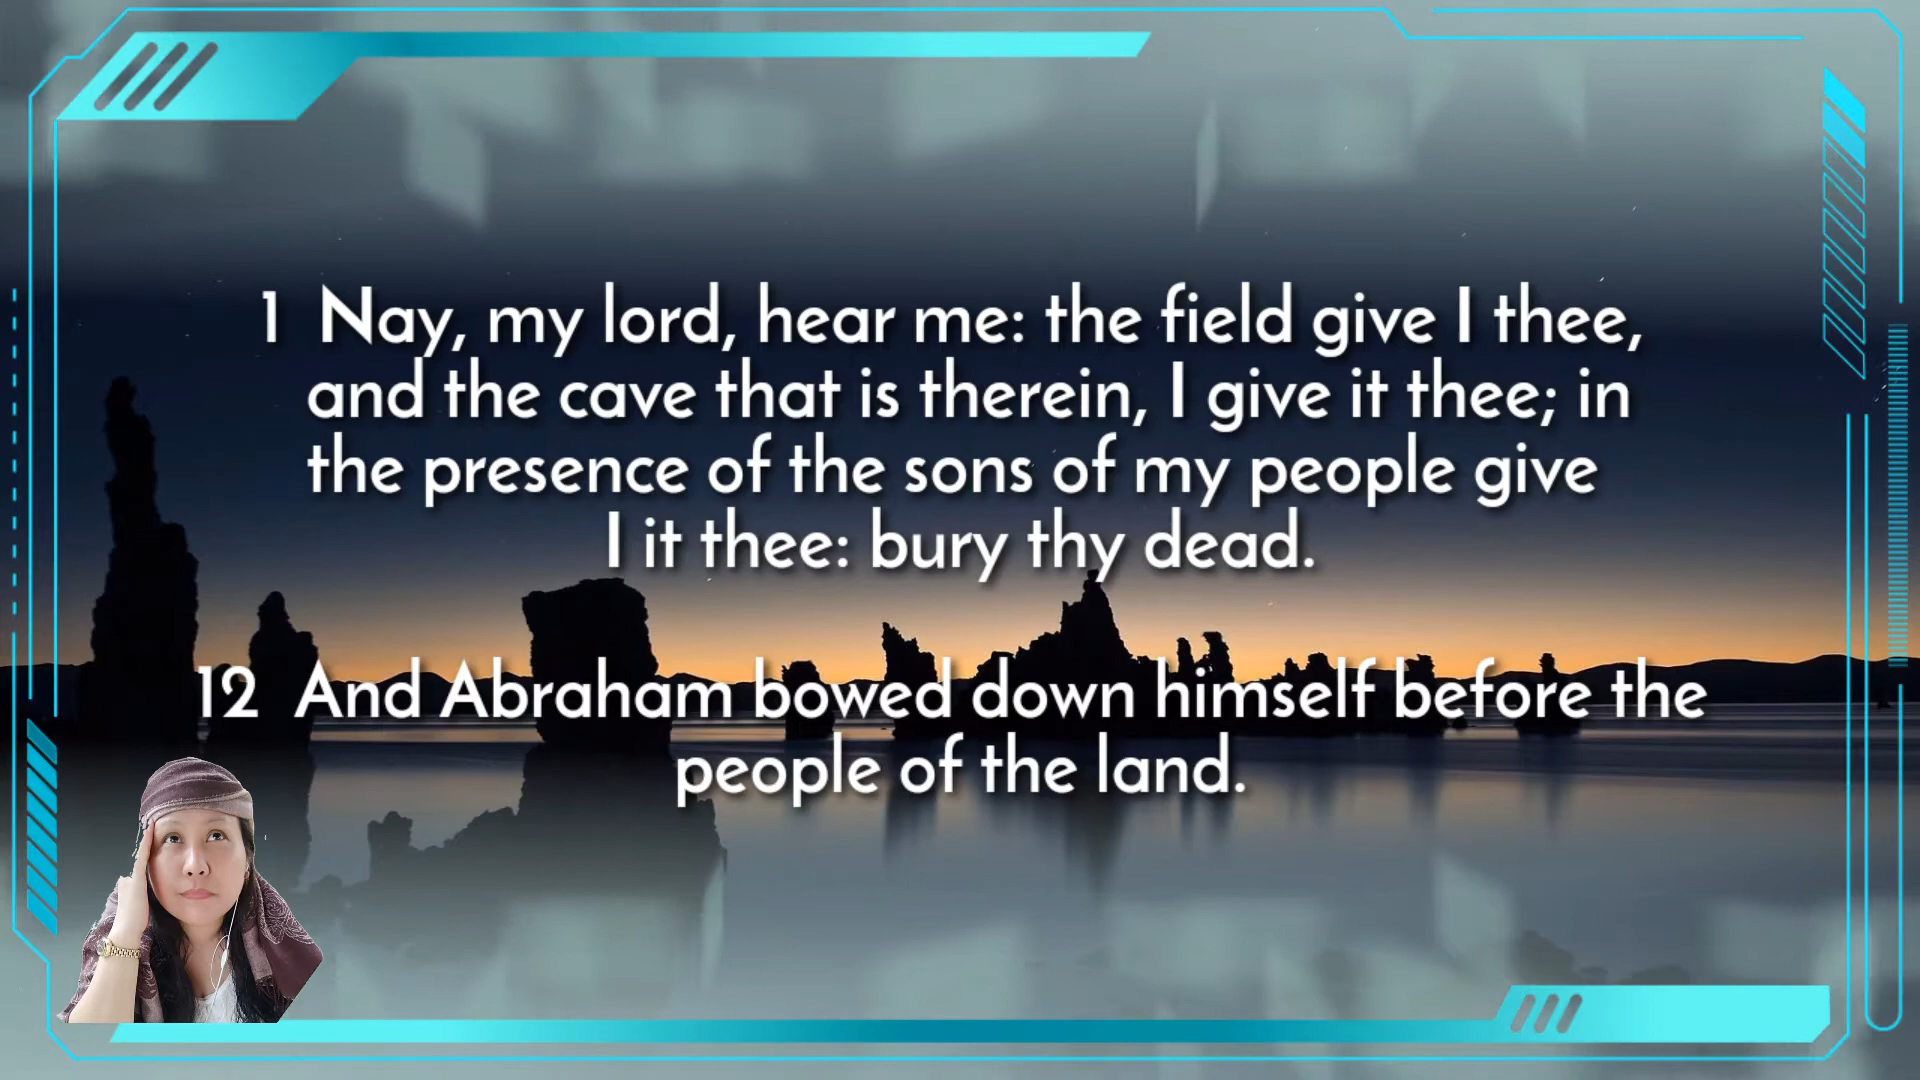 1 Nay, my lord, hear me: the field give I thee,
and the cave that is therein, I give it thee; in
the presence of the sons of my people give
I it thee: bury thy dead.
12 And Abraham bowed down himself before the
people of the land.